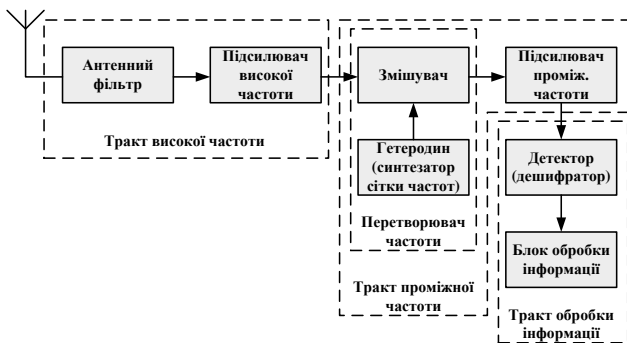 Антенний
фільтр
Підсилювач
високої
частоти
Тракт високої частоти
Змішувач
Гетеродин
(синтезатор
сітки частот)
Перетворювач
частоти
Тракт проміжної
частоти
Підсилювач
проміж.
частоти
Детектор
(дешифратор)
Блок обробки
інформації
Тракт обробки
інформації